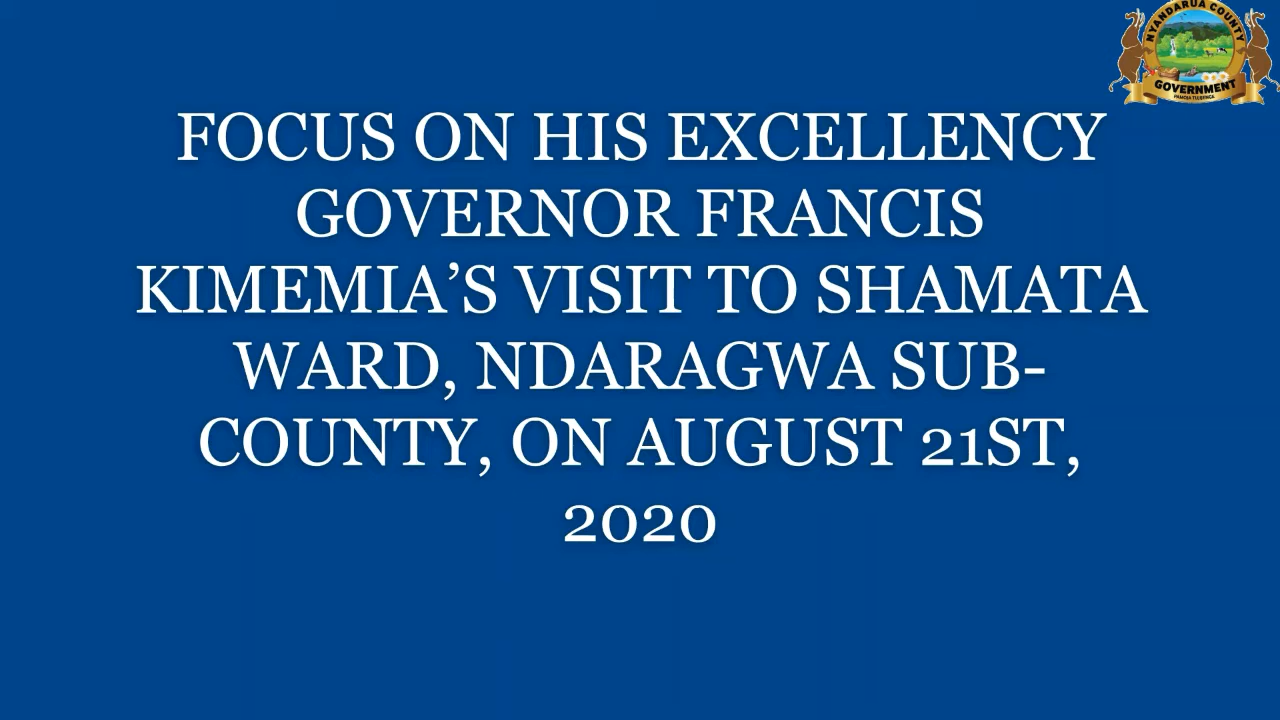 NYANDARUA COUNTY
GOVERNMENT
FOCUS ON HIS EXCELLENCY
GOVERNOR FRANCIS
KIMEMIA’S VISIT TO SHAMATA
WARD, NDARAGWA SUB-
COUNTY, ON AUGUST 21ST,
2020